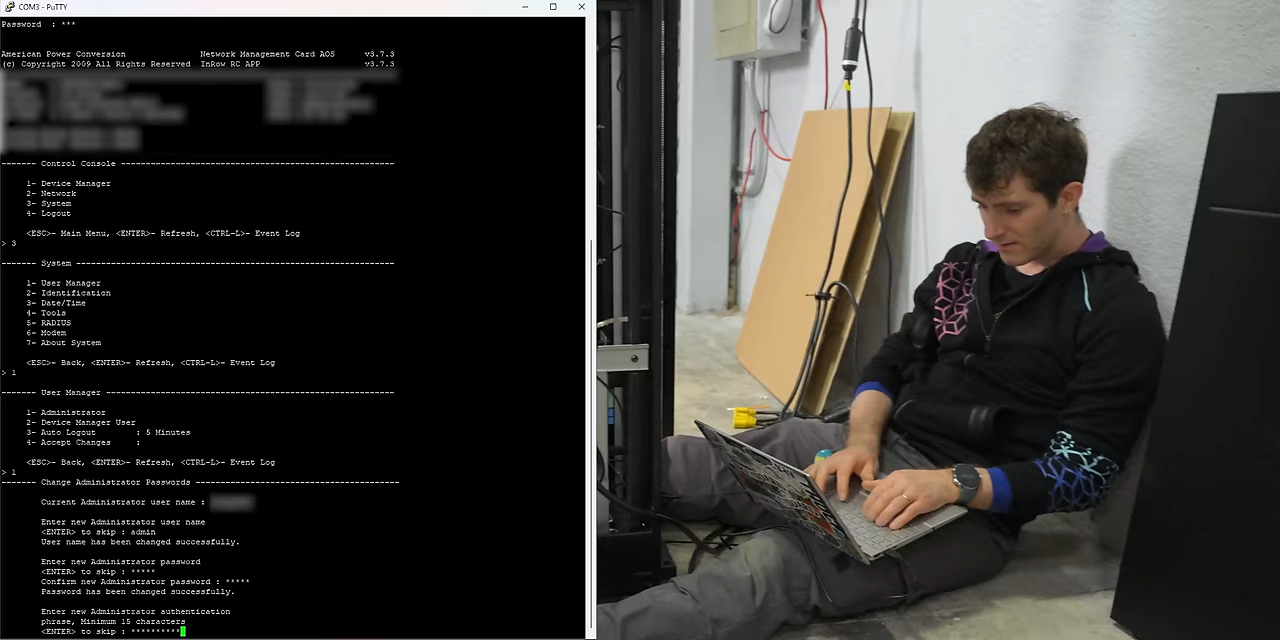 COM3 - PuTTY
Password  : ***
American Power Conversion               Network Management Card AOS      v3.7.3
(c) Copyright 2009 All Rights Reserved  InRow RC APP                     v3.7.3
------- Control Console -------------------------------------------------------
1- Device Manager
2- Network
3- System
4- Logout
<ESC>- Main Menu, <ENTER>- Refresh, <CTRL-L>- Event Log
> 3
------- System ----------------------------------------------------------------
1- User Manager
2- Identification
3- Date/Time
4- Tools
5- RADIUS
6- Modem
7- About System
<ESC>- Back, <ENTER>- Refresh, <CTRL-L>- Event Log
> 1
------- User Manager ----------------------------------------------------------
1- Administrator
2- Device Manager User
3- Auto Logout        : 5 Minutes
4- Accept Changes     :
<ESC>- Back, <ENTER>- Refresh, <CTRL-L>- Event Log
> 1
------- Change Administrator Passwords -----------------------------------------
Current Administrator user name :
Enter new Administrator user name
<ENTER> to skip : admin
User name has been changed successfully.
Enter new Administrator password
<ENTER> to skip : *****
Confirm new Administrator password : *****
Password has been changed successfully.
Enter new Administrator authentication
phrase, Minimum 15 characters
<ENTER> to skip : **********